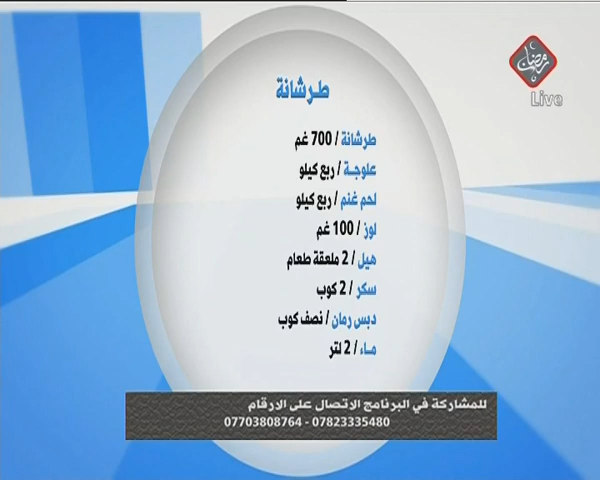 رمضان
Live
طرشانة
طرشانة / 700 غم
علوجة / ربع كيلو
لحم غنم / ربع كيلو
لوز / 100 غم
هيل / 2 ملعقة طعام
سكر / 2 كوب
دبس رمان / نصف كوب
ماء / 2 لتر
للمشاركة في البرنامج الاتصال على الارقام
07703808764 - 07823335480